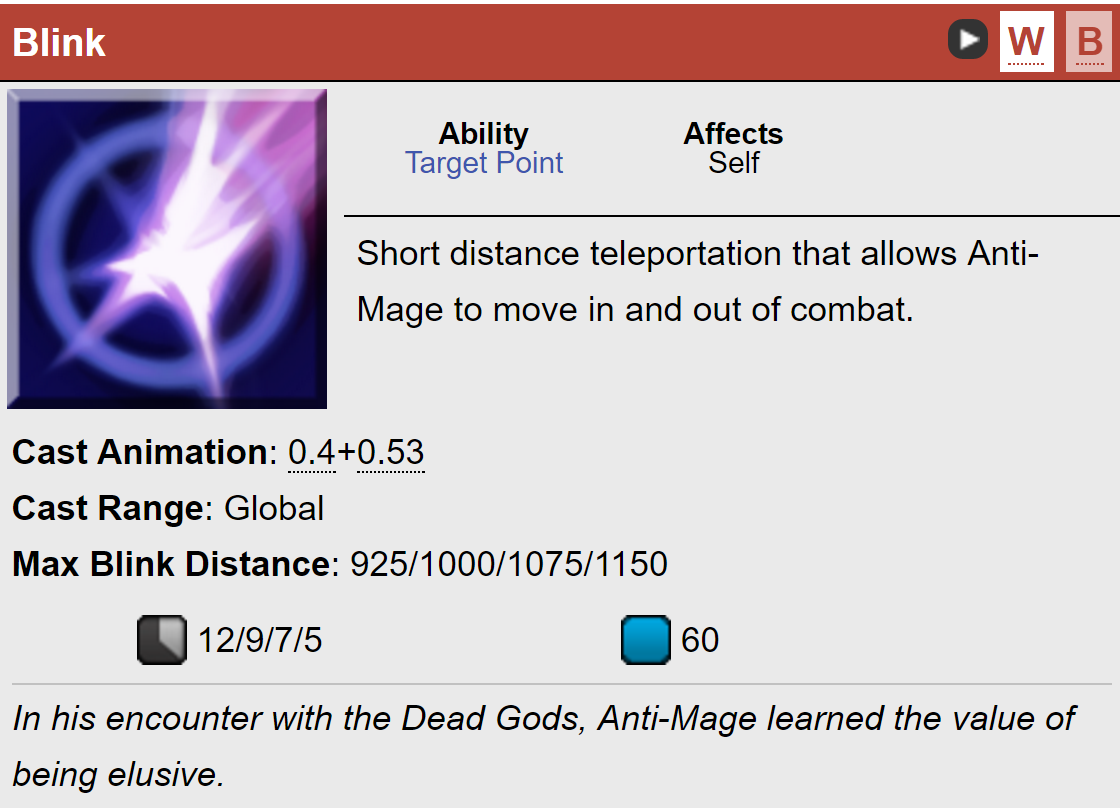 Blink
W B
Ability Affects
Target Point Self
Short distance teleportation that allows Anti-
Mage to move in and out of combat.
Cast Animation: 0.4+0.53
Cast Range: Global
Max Blink Distance: 925/1000/1075/1150
12/9/7/5 60
In his encounter with the Dead Gods, Anti-Mage learned the value of
being elusive.